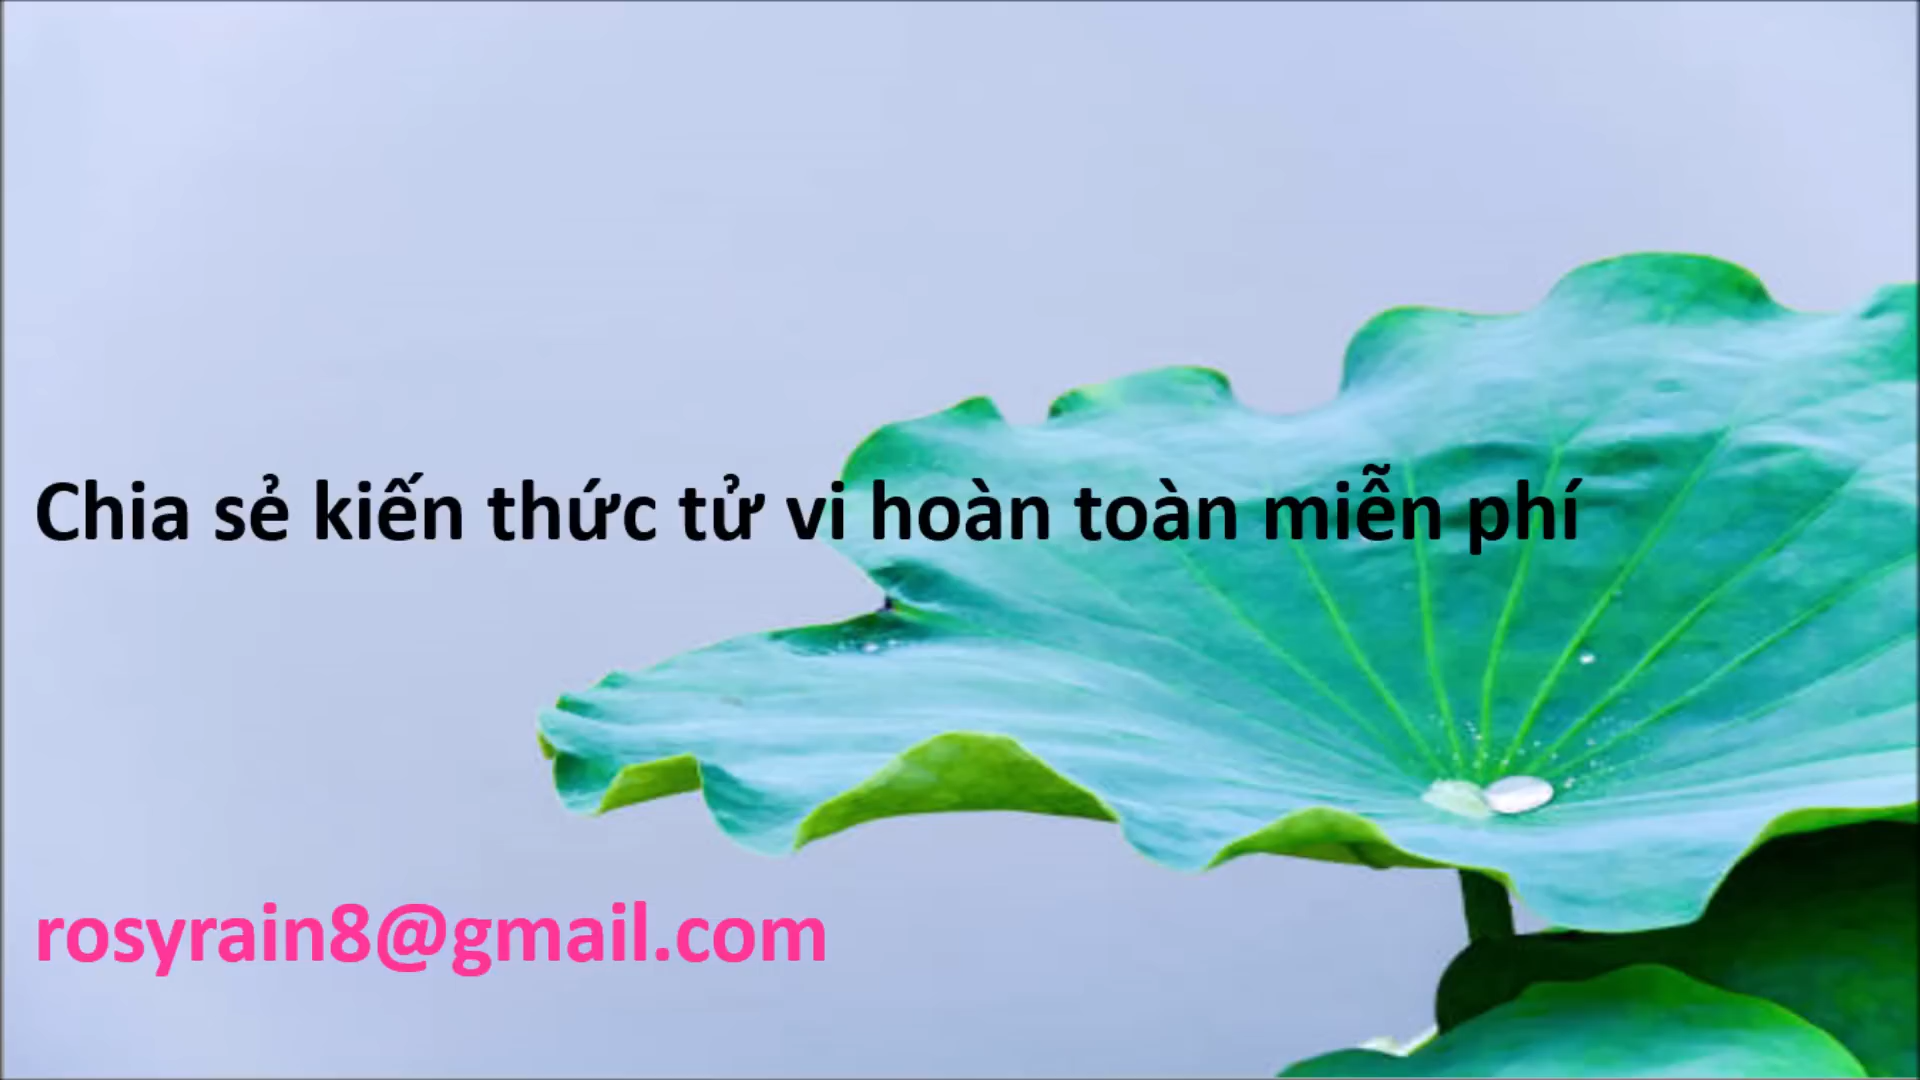 Chia sẻ kiến thức tử vi hoàn toàn miễn phí
rosyrain8@gmail.com